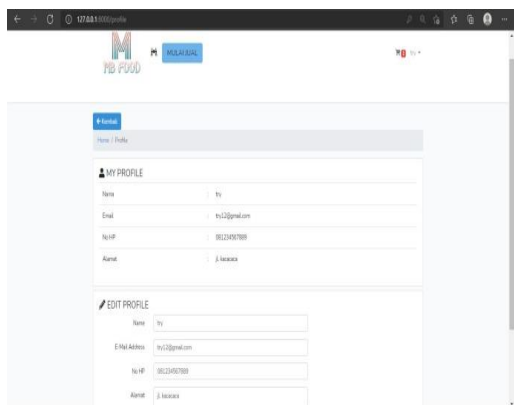 127.0.0.1:8000/profile
MB FOOD
MULAI JUAL
try
Kembali
Home / Profile
MY PROFILE
Nama : try
Email : try12@gmail.com
No HP : 081234567889
Alamat : jl. kacacaca
EDIT PROFILE
Nama try
E-Mail Address try12@gmail.com
No HP 081234567889
Alamat jl. kacacaca